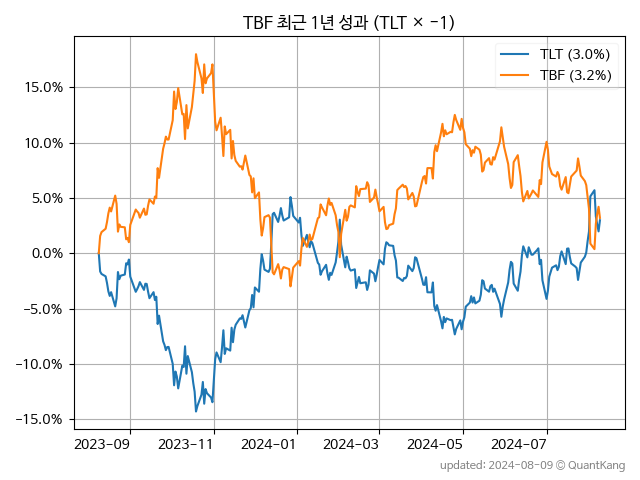 TBF 최근 1년 성과 (TLT × −1)
TLT (3.0%)
TBF (3.2%)
15.0%
10.0%
5.0%
0.0%
−5.0%
−10.0%
−15.0%
2023-09 2023-11 2024-01 2024-03 2024-05 2024-07
updated: 2024-08-09 © QuantKang